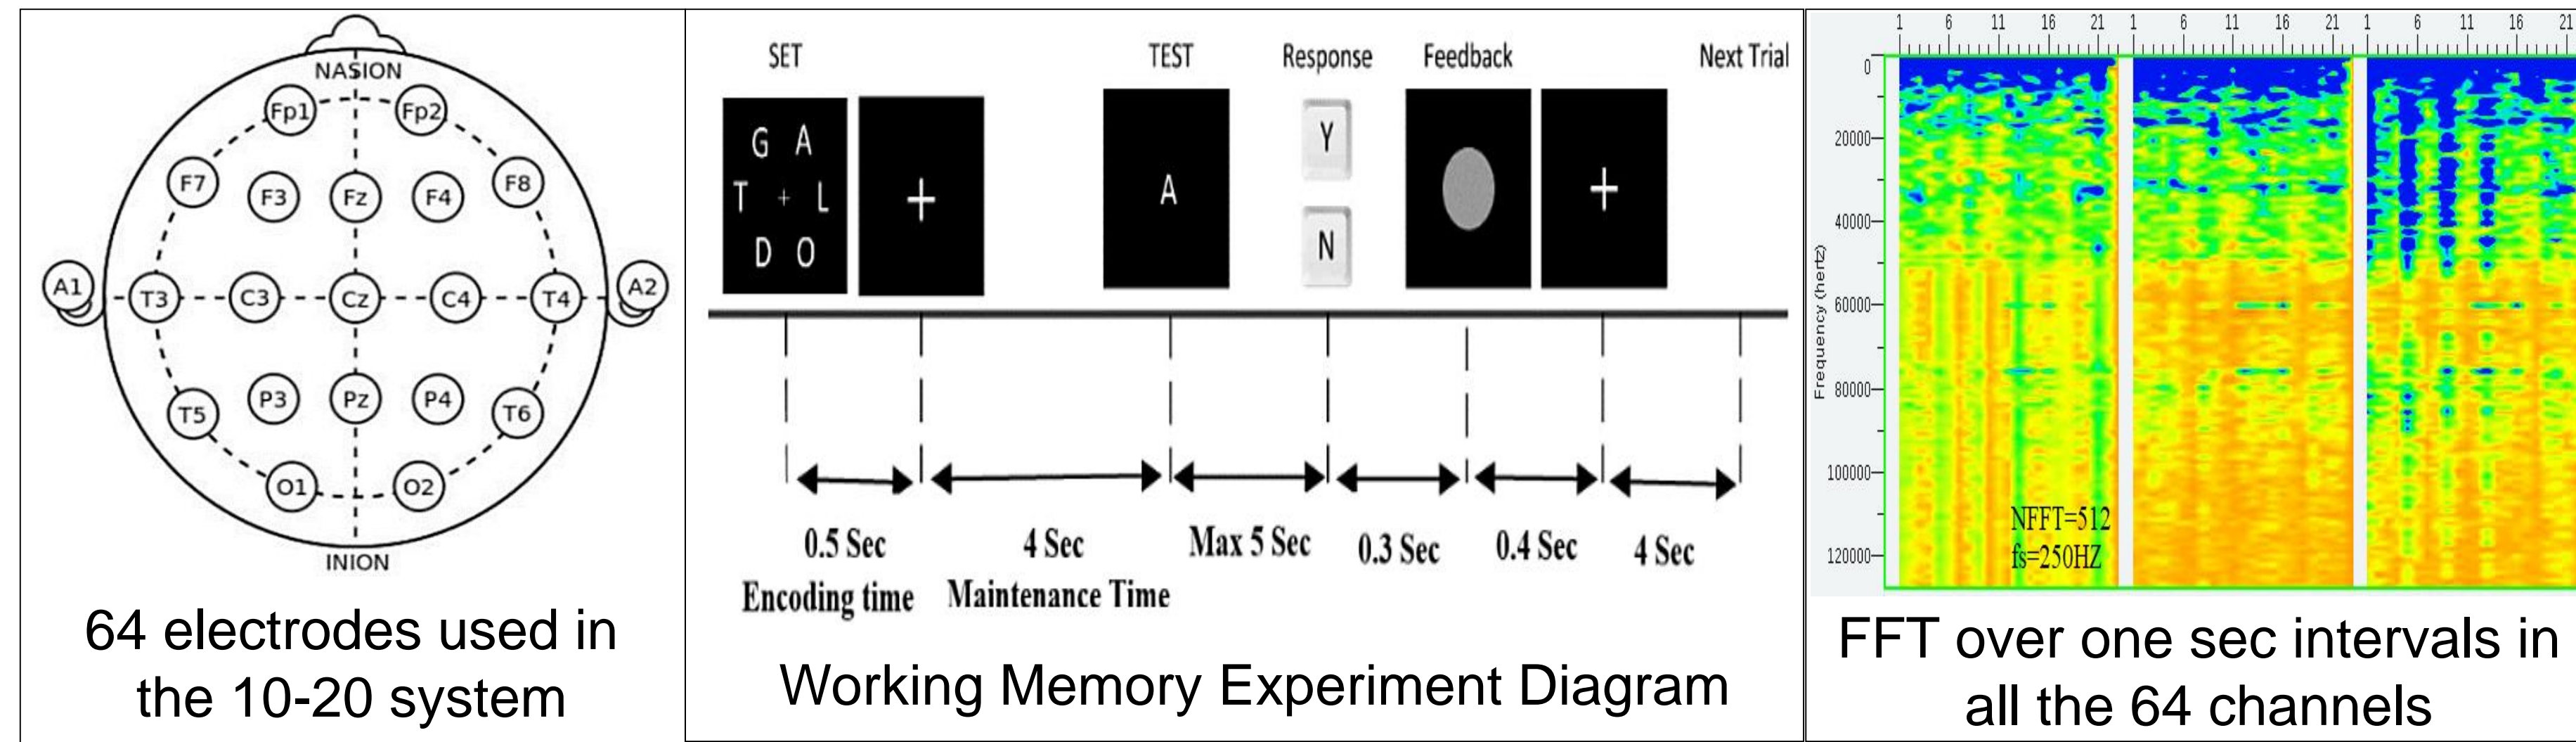 NASION
Fp1 Fp2
F7 F3 Fz F4 F8
A1 T3 C3 Cz C4 T4 A2
T5 P3 Pz P4 T6
O1 O2
INION
64 electrodes used in
the 10-20 system
SET TEST Response Feedback Next Trial
G A
T + L
D O
+
A
Y
N
+
0.5 Sec 4 Sec Max 5 Sec 0.3 Sec 0.4 Sec 4 Sec
Encoding time Maintenance Time
Working Memory Experiment Diagram
1 6 11 16 21 1 6 11 16 21 1 6 11 16 21
0
20000
40000
60000
80000
100000
120000
Frequency (hertz)
NFFT=512
fs=250HZ
FFT over one sec intervals in
all the 64 channels